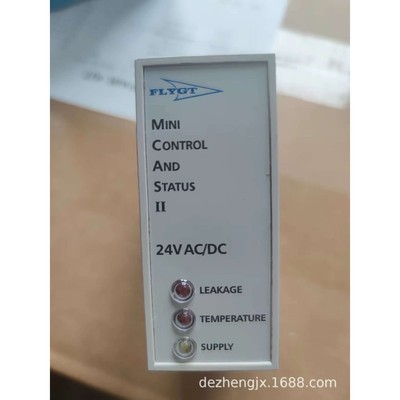 FLYGT
MINI
CONTROL
AND
STATUS
II
24V AC/DC
LEAKAGE
TEMPERATURE
SUPPLY
dezhengjx.1688.com